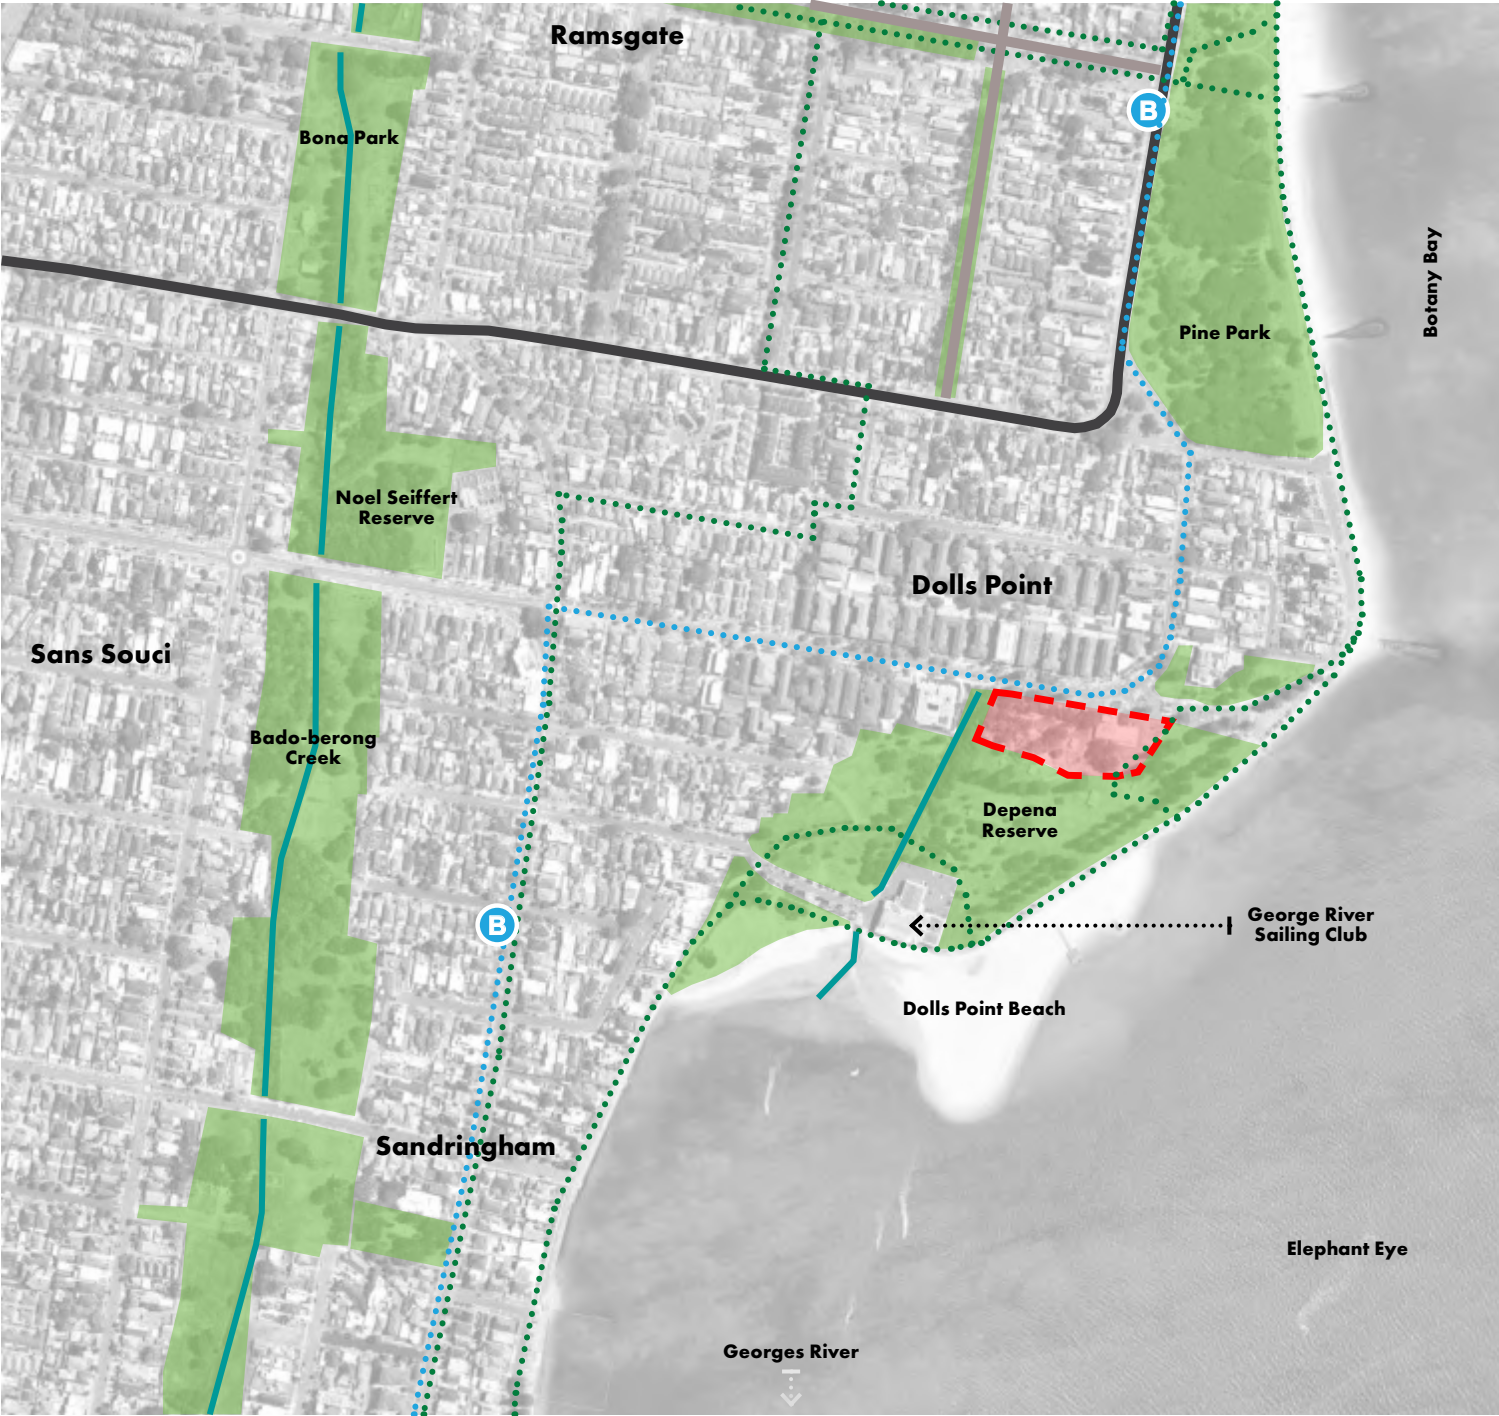 Ramsgate
B
Bona Park
Botany Bay
Pine Park
Noel Seiffert
Reserve
Dolls Point
Sans Souci
Bado-berong
Creek
Depena
Reserve
B
George River
Sailing Club
Dolls Point Beach
Sandringham
Elephant Eye
Georges River